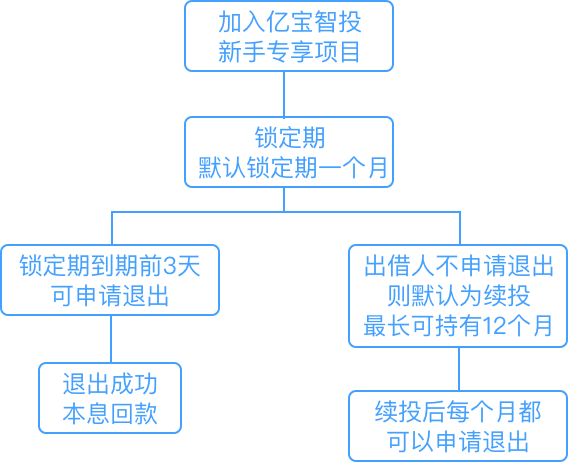 加入亿宝智投
新手专享项目
锁定期
默认锁定期一个月
锁定期到期前3天
可申请退出
出借人不申请退出
则默认为续投
最长可持有12个月
退出成功
本息回款
续投后每个月都
可以申请退出